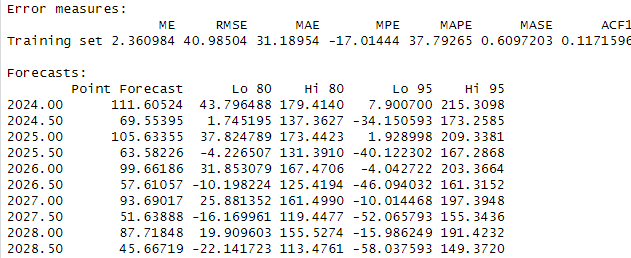 Error measures:
ME RMSE MAE MPE MAPE MASE ACF1
Training set 2.360984 40.98504 31.18954 -17.01444 37.79265 0.6097203 0.1171596
Forecasts:
Point Forecast Lo 80 Hi 80 Lo 95 Hi 95
2024.00 111.60524 43.796488 179.4140 7.900700 215.3098
2024.50 69.55395 1.745195 137.3627 -34.150593 173.2585
2025.00 105.63355 37.824789 173.4423 1.928998 209.3381
2025.50 63.58226 -4.226507 131.3910 -40.122302 167.2868
2026.00 99.66186 31.853079 167.4706 -4.042722 203.3664
2026.50 57.61057 -10.198224 125.4194 -46.094032 161.3152
2027.00 93.69017 25.881352 161.4990 -10.014468 197.3948
2027.50 51.63888 -16.169961 119.4477 -52.065793 155.3436
2028.00 87.71848 19.909603 155.5274 -15.986249 191.4232
2028.50 45.66719 -22.141723 113.4761 -58.037593 149.3720